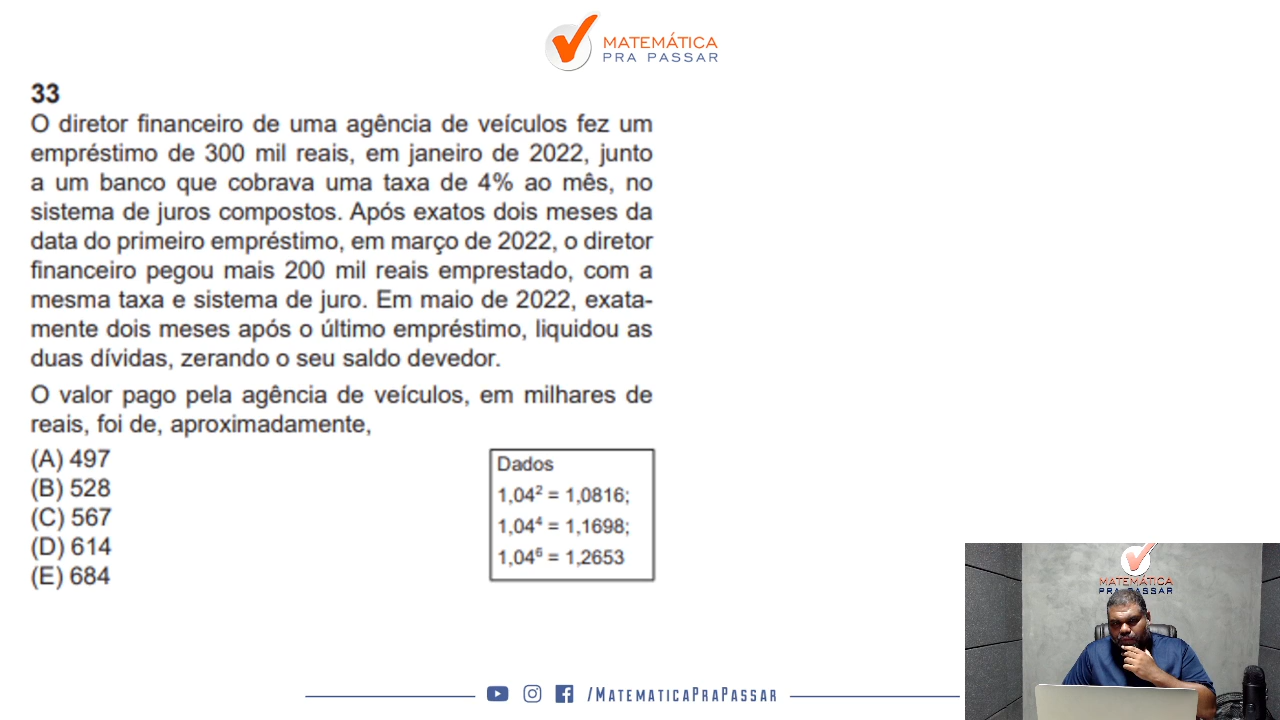 MATEMÁTICA
PRA PASSAR
33
O diretor financeiro de uma agência de veículos fez um
empréstimo de 300 mil reais, em janeiro de 2022, junto
a um banco que cobrava uma taxa de 4% ao mês, no
sistema de juros compostos. Após exatos dois meses da
data do primeiro empréstimo, em março de 2022, o diretor
financeiro pegou mais 200 mil reais emprestado, com a
mesma taxa e sistema de juro. Em maio de 2022, exata-
mente dois meses após o último empréstimo, liquidou as
duas dívidas, zerando o seu saldo devedor.
O valor pago pela agência de veículos, em milhares de
reais, foi de, aproximadamente,
(A) 497
(B) 528
(C) 567
(D) 614
(E) 684
Dados
1,04² = 1,0816;
1,04⁴ = 1,1698;
1,04⁶ = 1,2653
MATEMÁTICA
PRA PASSAR
/MATEMATICAPRAPASSAR